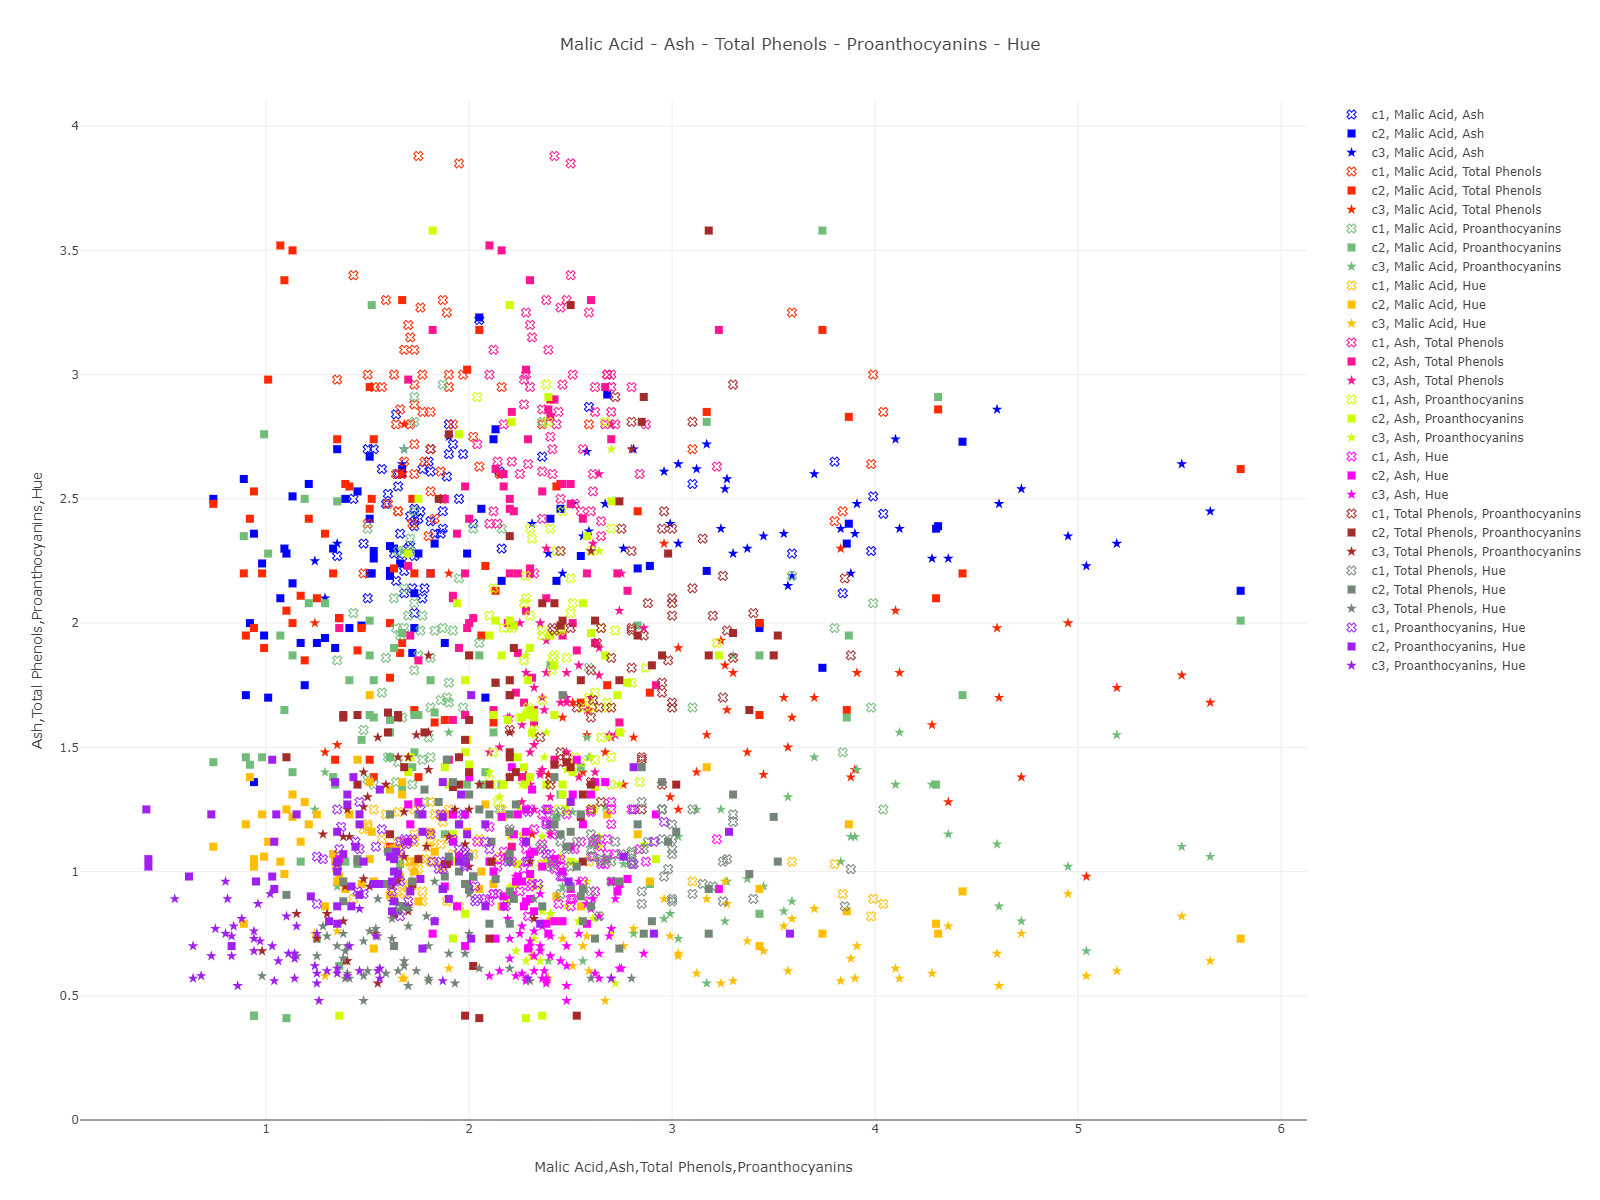 Malic Acid - Ash - Total Phenols - Proanthocyanins - Hue
c1, Malic Acid, Ash
c2, Malic Acid, Ash
c3, Malic Acid, Ash
c1, Malic Acid, Total Phenols
c2, Malic Acid, Total Phenols
c3, Malic Acid, Total Phenols
c1, Malic Acid, Proanthocyanins
c2, Malic Acid, Proanthocyanins
c3, Malic Acid, Proanthocyanins
c1, Malic Acid, Hue
c2, Malic Acid, Hue
c3, Malic Acid, Hue
c1, Ash, Total Phenols
c2, Ash, Total Phenols
c3, Ash, Total Phenols
c1, Ash, Proanthocyanins
c2, Ash, Proanthocyanins
c3, Ash, Proanthocyanins
c1, Ash, Hue
c2, Ash, Hue
c3, Ash, Hue
c1, Total Phenols, Proanthocyanins
c2, Total Phenols, Proanthocyanins
c3, Total Phenols, Proanthocyanins
c1, Total Phenols, Hue
c2, Total Phenols, Hue
c3, Total Phenols, Hue
c1, Proanthocyanins, Hue
c2, Proanthocyanins, Hue
c3, Proanthocyanins, Hue
4
3.5
3
2.5
2
1.5
1
0.5
0
Ash,Total Phenols,Proanthocyanins,Hue
1 2 3 4 5 6
Malic Acid,Ash,Total Phenols,Proanthocyanins